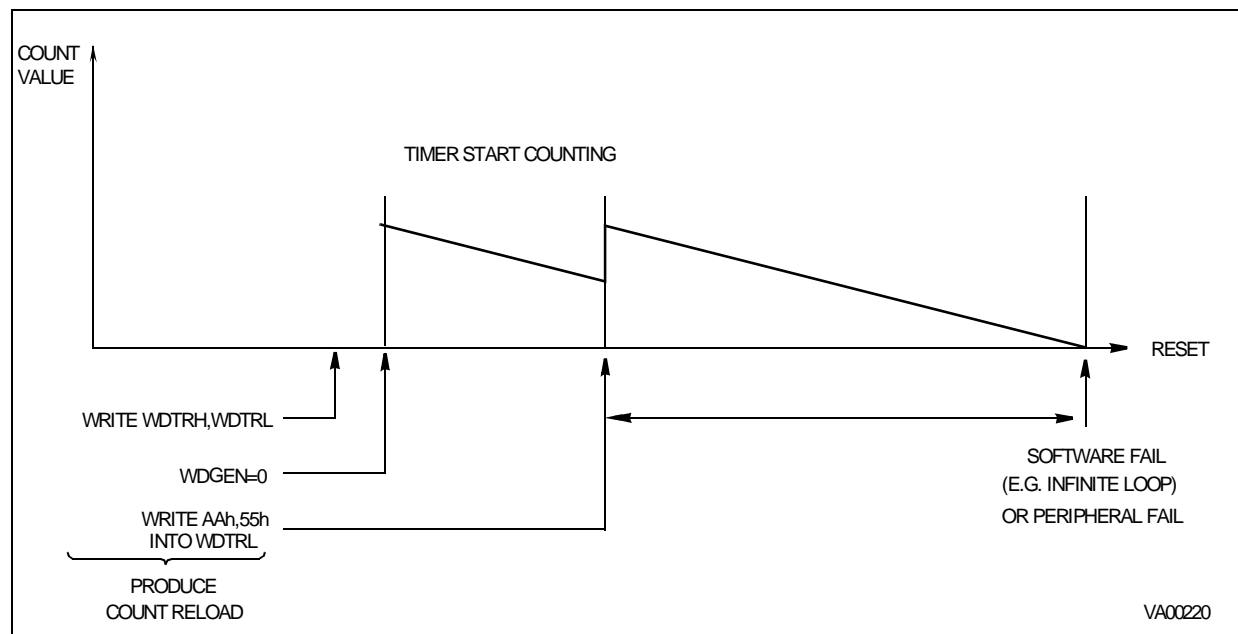 COUNT
VALUE
TIMER START COUNTING
RESET
WRITE WDTRH,WDTRL
WDGEN=0
WRITE AAh,55h
INTO WDTRL
PRODUCE
COUNT RELOAD
SOFTWARE FAIL
(E.G. INFINITE LOOP)
OR PERIPHERAL FAIL
VA00220